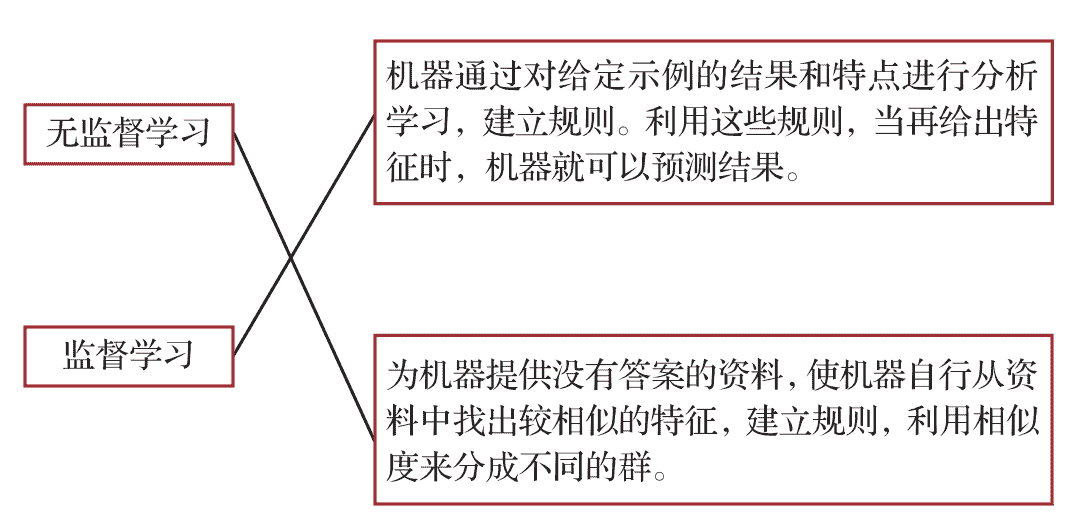 无监督学习
机器通过对给定示例的结果和特点进行分析
学习，建立规则。利用这些规则，当再给出特
征时，机器就可以预测结果。
监督学习
为机器提供没有答案的资料，使机器自行从资
料中找出较相似的特征，建立规则，利用相似
度来分成不同的群。